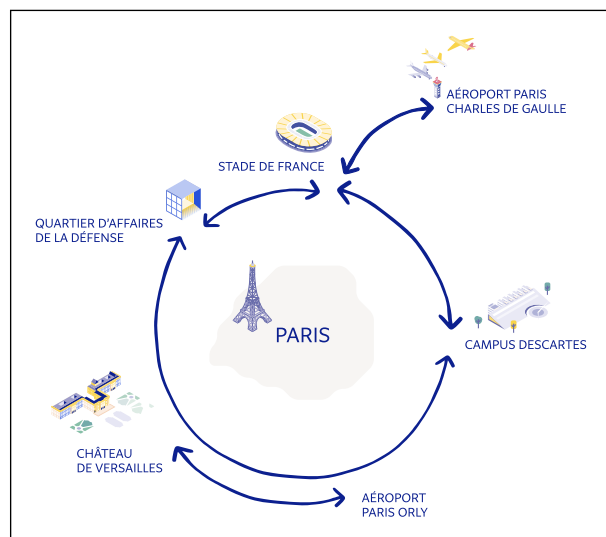 AÉROPORT PARIS
CHARLES DE GAULLE
STADE DE FRANCE
QUARTIER D'AFFAIRES
DE LA DÉFENSE
PARIS
CAMPUS DESCARTES
CHÂTEAU
DE VERSAILLES
AÉROPORT
PARIS ORLY